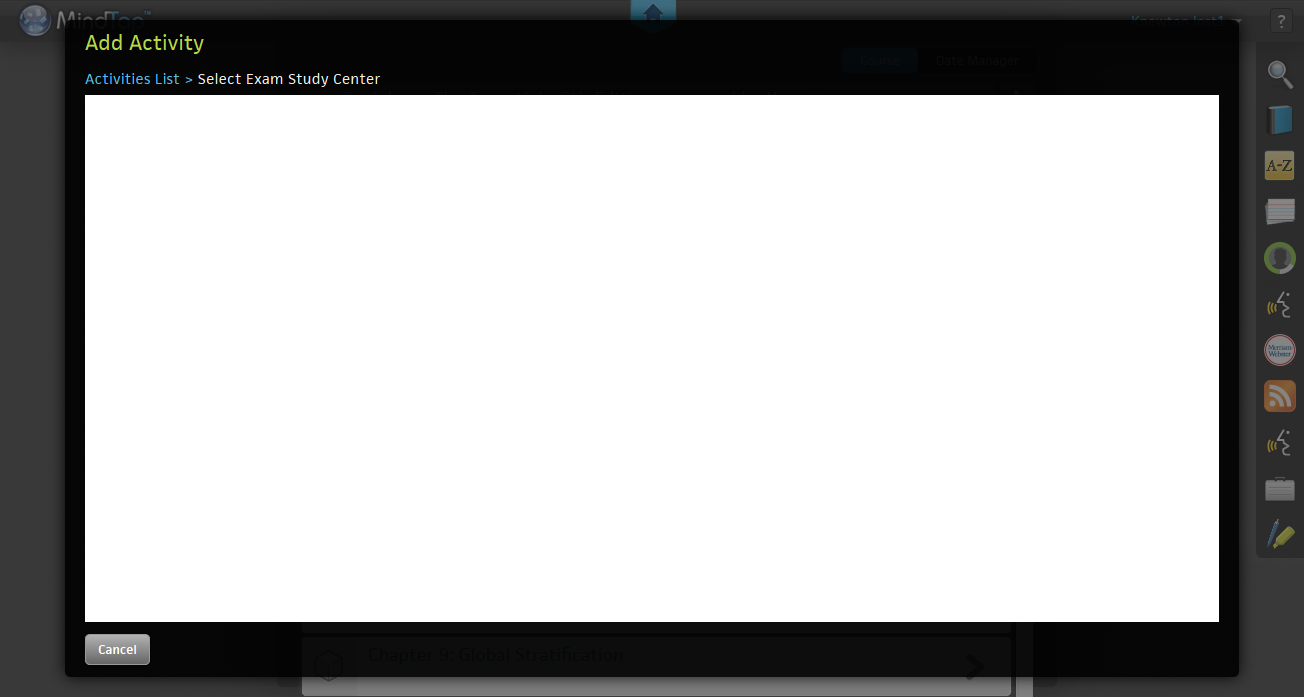 MindTap™
?
Add Activity
Course
Date Manager
Activities List > Select Exam Study Center
A-Z
Merriam-
Webster
Cancel
Chapter 9: Global Stratification